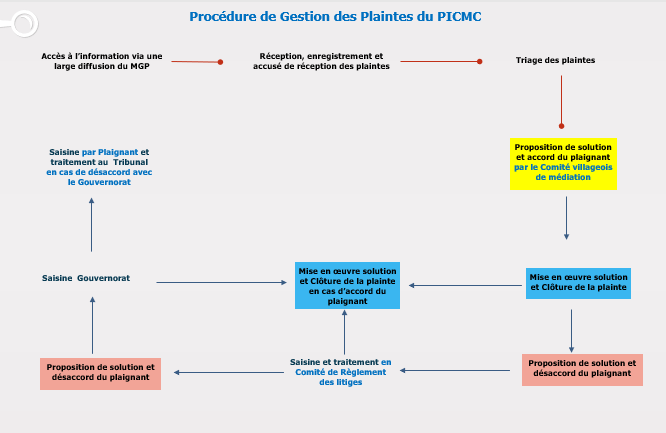 Procédure de Gestion des Plaintes du PICMC
Accès à l'information via une
large diffusion du MGP
Réception, enregistrement et
accusé de réception des plaintes
Triage des plaintes
Saisine par Plaignant et
traitement au Tribunal
en cas de désaccord avec
le Gouvernorat
Proposition de solution
et accord du plaignant
par le Comité villageois
de médiation
Saisine Gouvernorat
Mise en œuvre solution
et Clôture de la plainte
en cas d'accord du
plaignant
Mise en œuvre solution
et Clôture de la plainte
Proposition de solution et
désaccord du plaignant
Saisine et traitement en
Comité de Règlement
des litiges
Proposition de solution et
désaccord du plaignant